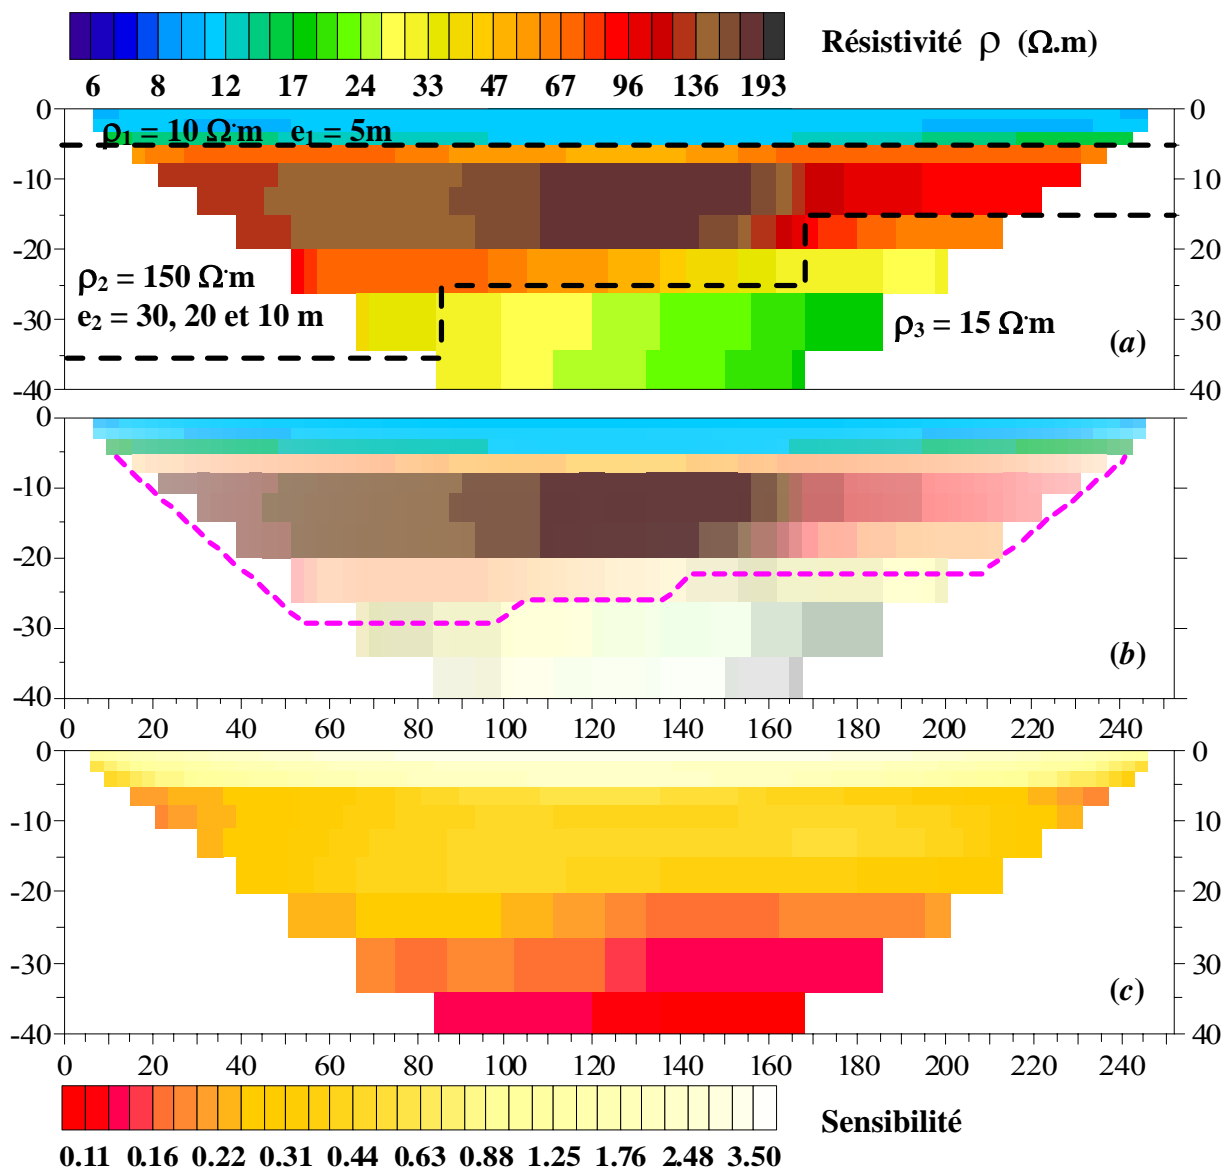 Résistivité ρ (Ω.m)
6 8 12 17 24 33 47 67 96 136 193
0 0
ρ1 = 10 Ω·m e1 = 5m
-10 10
-20 20
ρ2 = 150 Ω·m
e2 = 30, 20 et 10 m
-30 30
ρ3 = 15 Ω·m
(a)
-40 40
0
-10
-20
-30
(b)
-40
0 20 40 60 80 100 120 140 160 180 200 220 240
0 0
-10 10
-20 20
-30 30
(c)
-40 40
0 20 40 60 80 100 120 140 160 180 200 220 240
Sensibilité
0.11 0.16 0.22 0.31 0.44 0.63 0.88 1.25 1.76 2.48 3.50